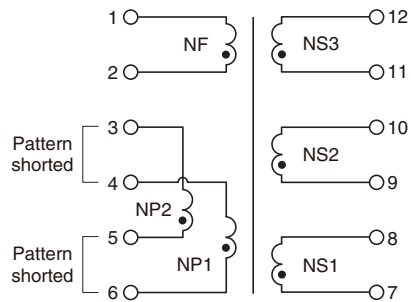 1
12
NF
NS3
2
11
3
10
Pattern
shorted
NS2
4
9
NP2
5
8
Pattern
shorted
NP1
NS1
6
7